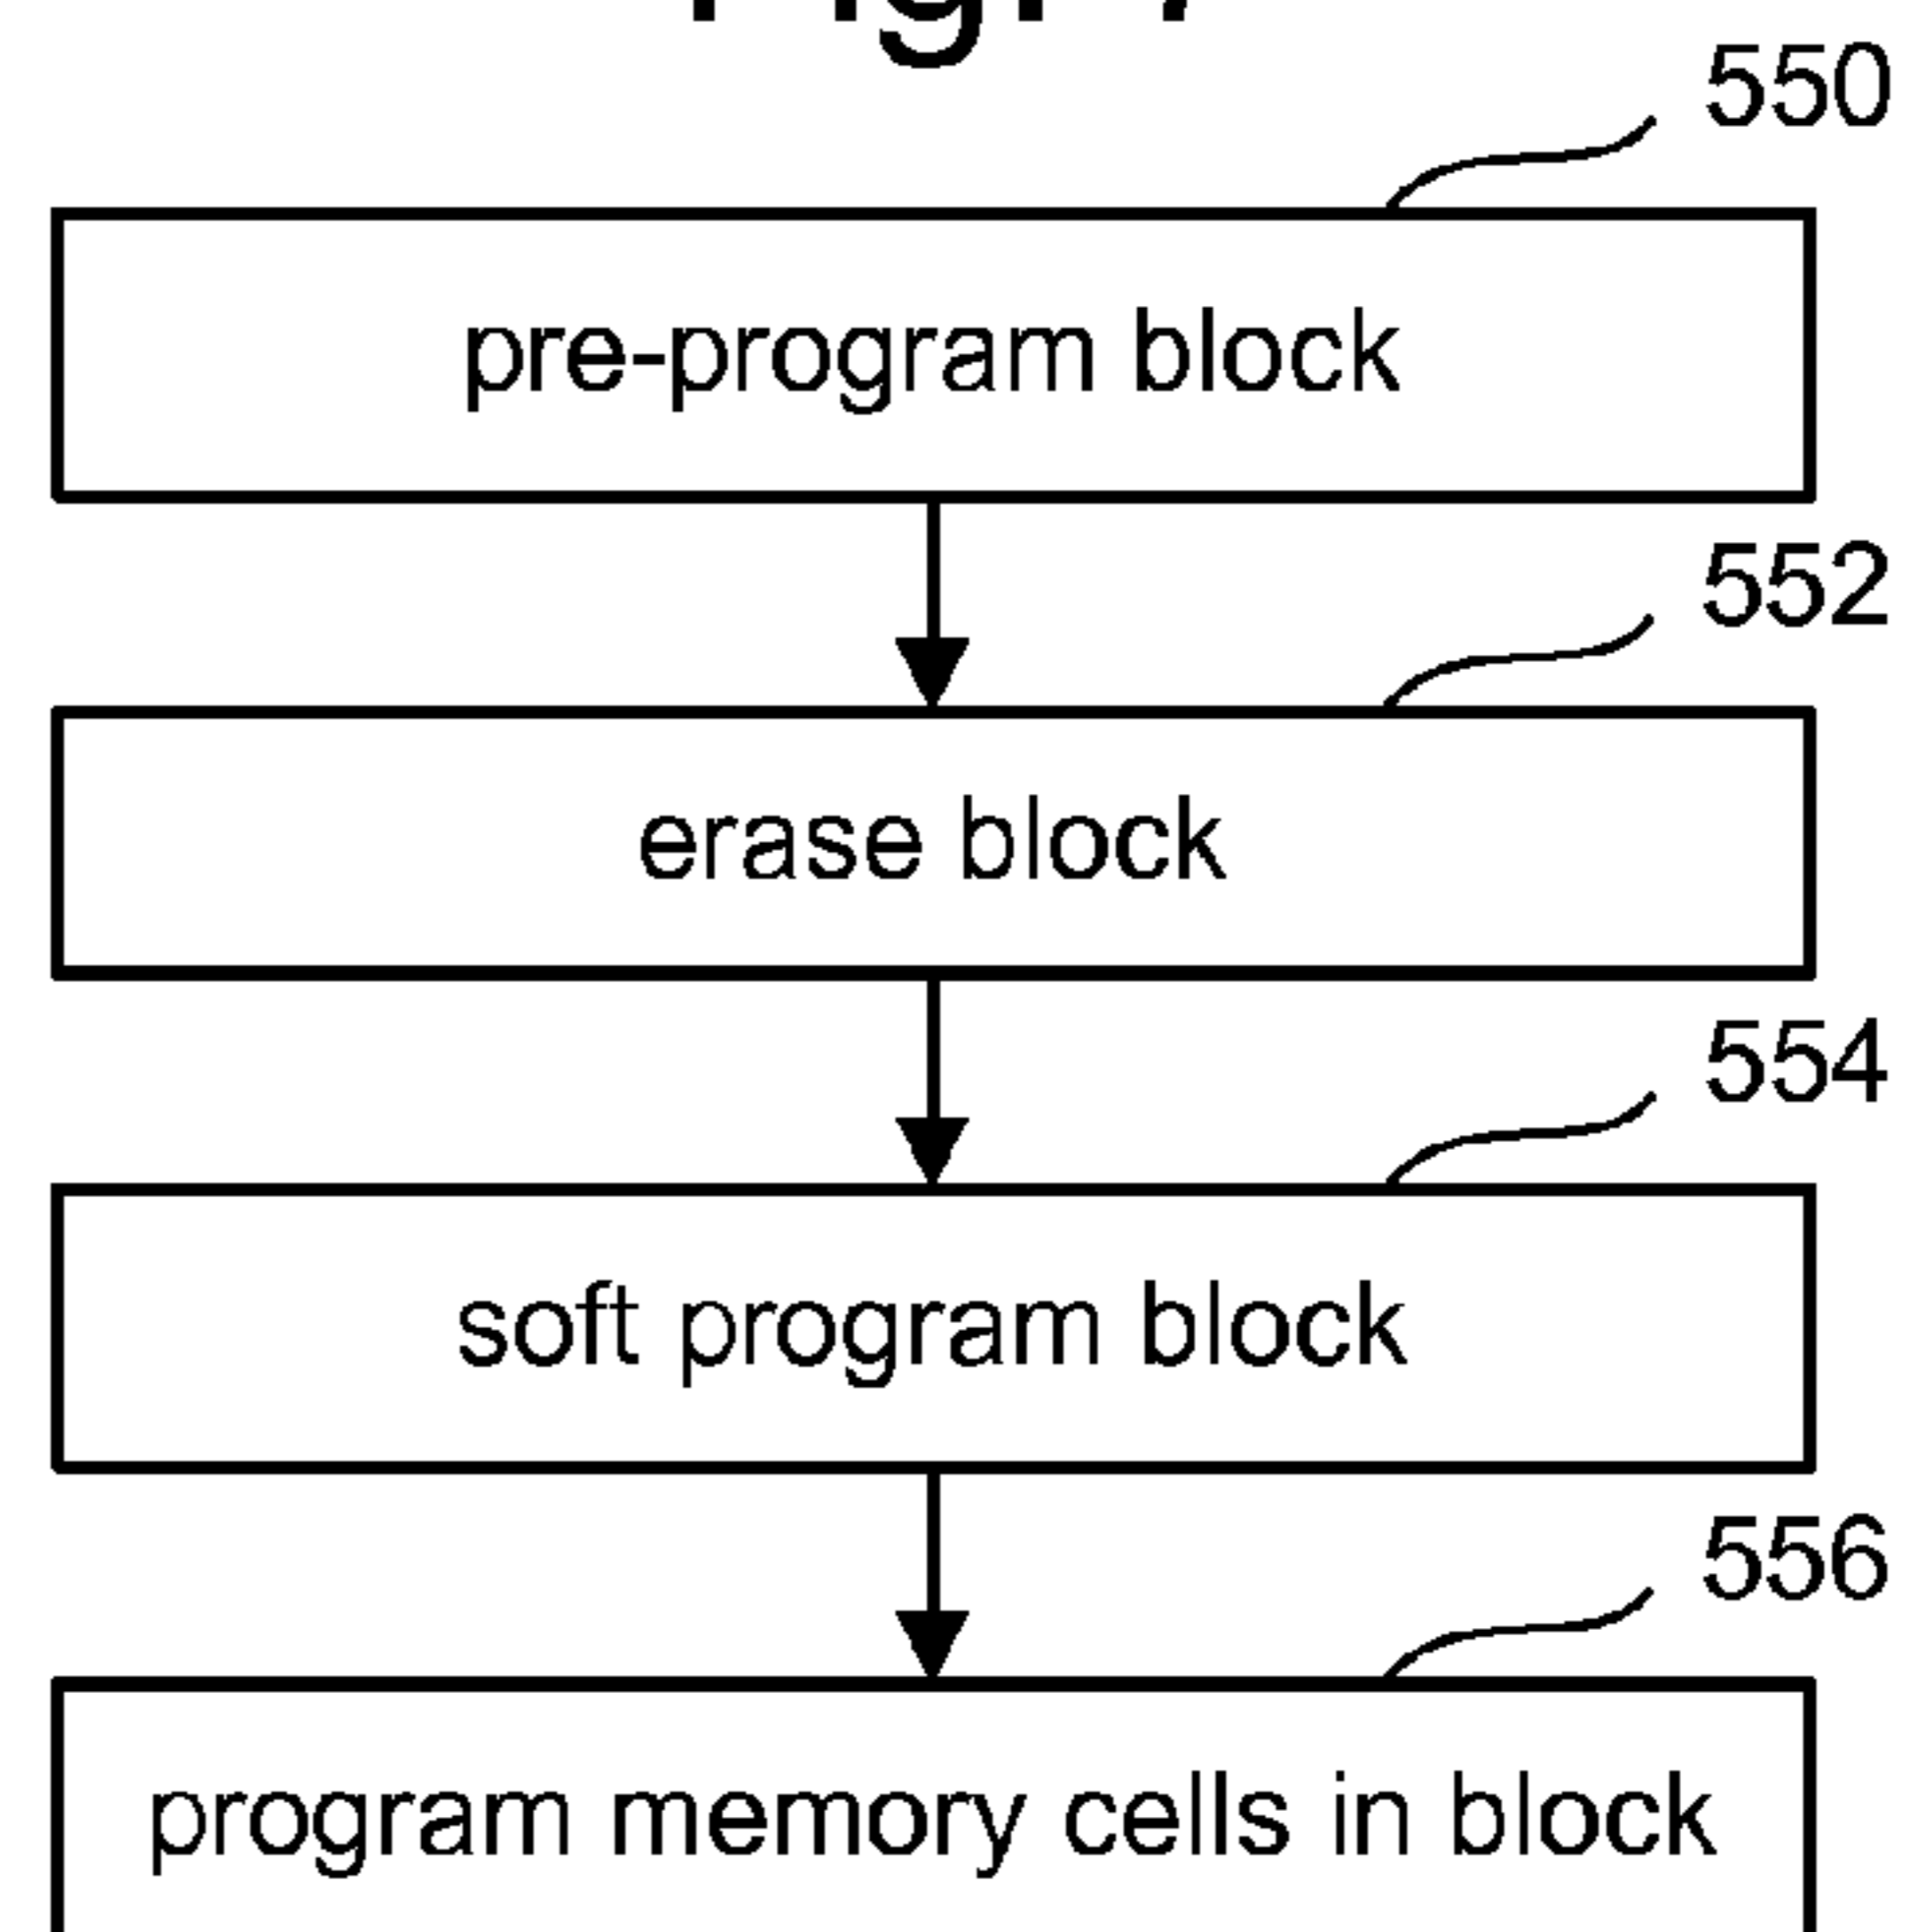 550
pre-program block
552
erase block
554
soft program block
556
program memory cells in block